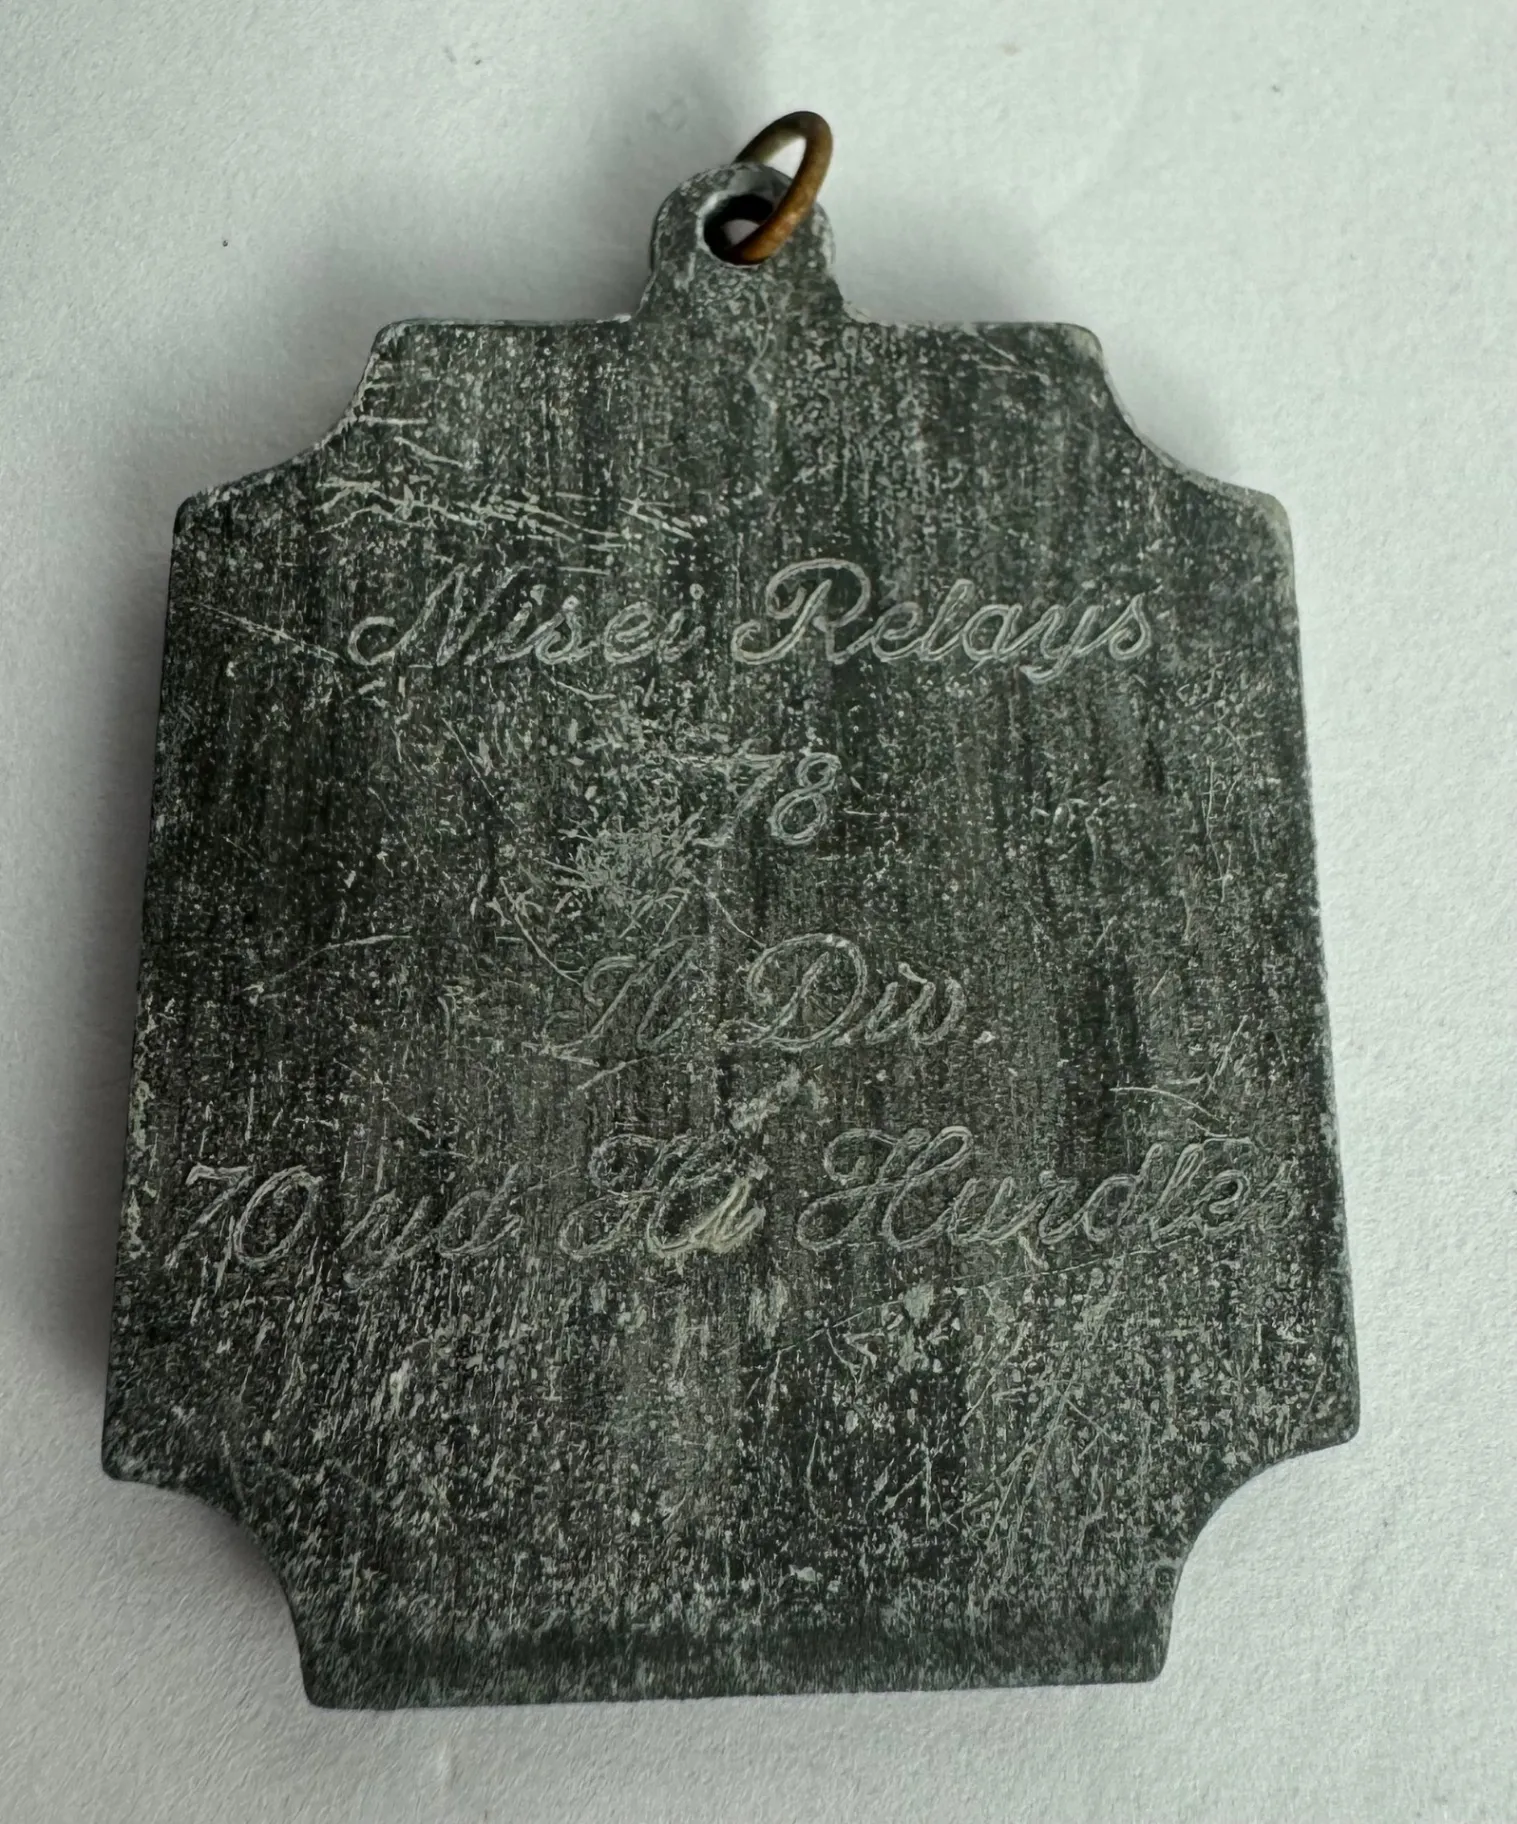 Nisei Relays
78
Div.
70 yd Hi Hurdles